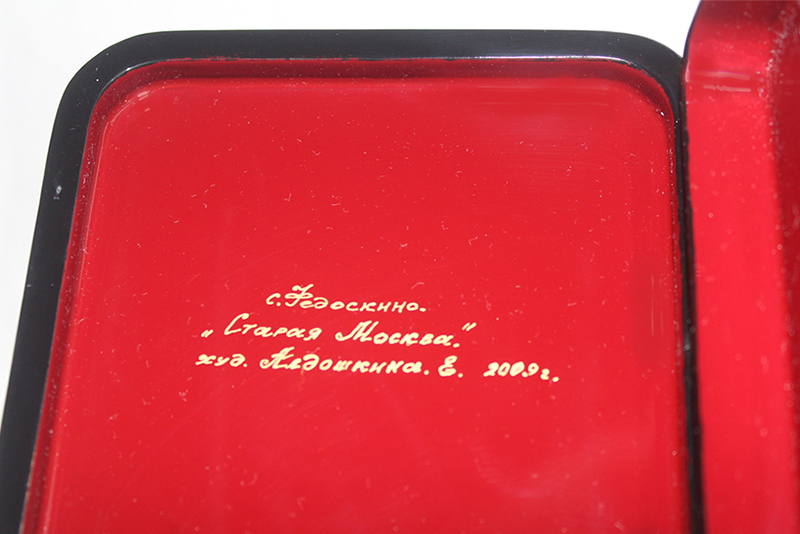 с. Федоскино.
„Старая Москва."
худ. Алдошкина. Е. 2009г.